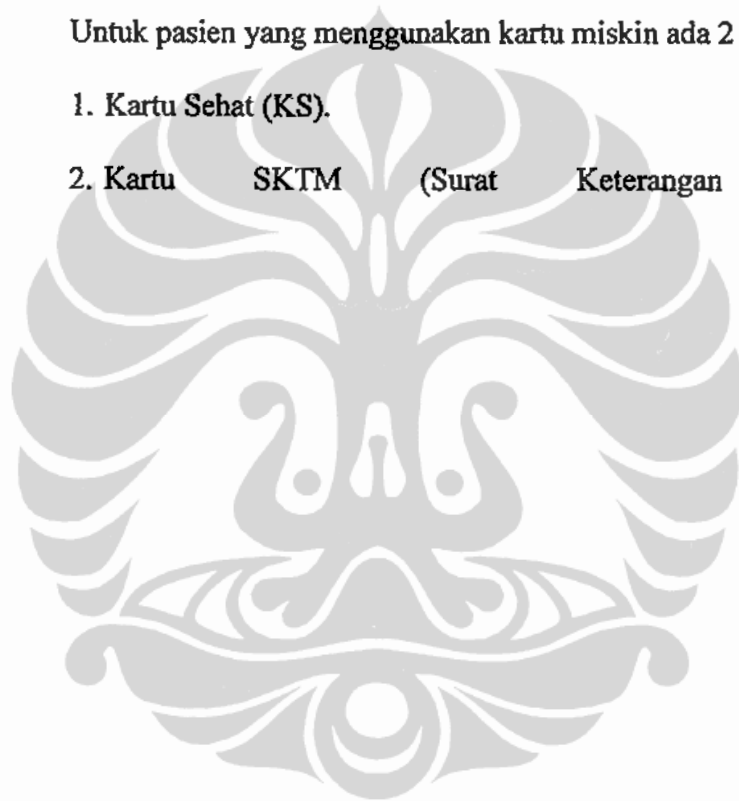 Untuk pasien yang menggunakan kartu miskin ada 2
1. Kartu Sehat (KS).
2. Kartu SKTM (Surat Keterangan